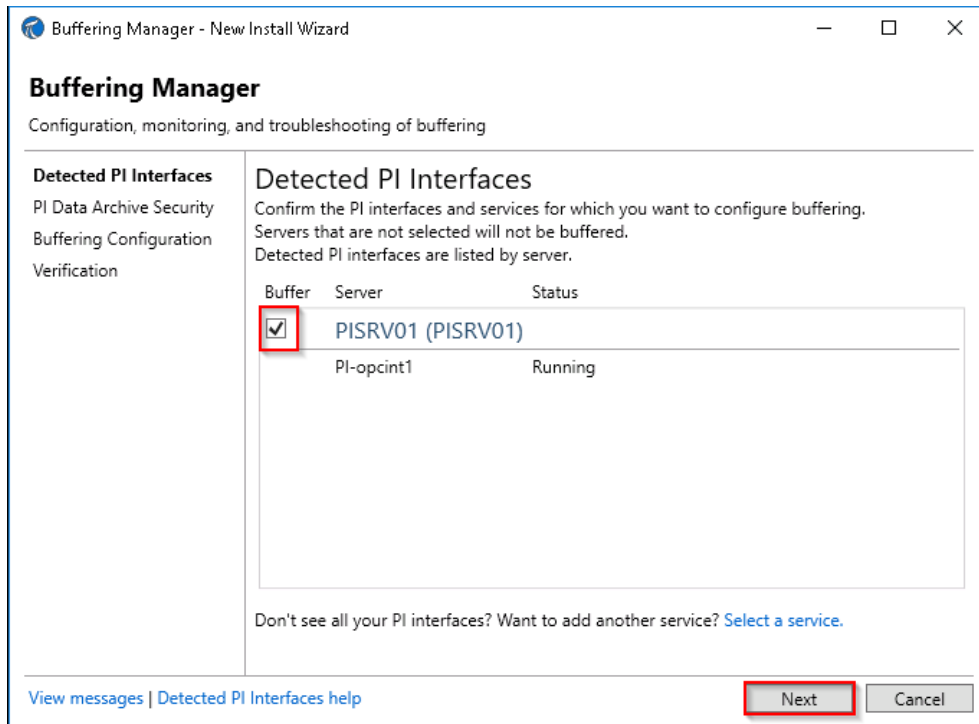 Buffering Manager - New Install Wizard
Buffering Manager
Configuration, monitoring, and troubleshooting of buffering
Detected PI Interfaces
PI Data Archive Security
Buffering Configuration
Verification
Detected PI Interfaces
Confirm the PI interfaces and services for which you want to configure buffering.
Servers that are not selected will not be buffered.
Detected PI interfaces are listed by server.
Buffer Server Status
PISRV01 (PISRV01)
PI-opcint1 Running
Don't see all your PI interfaces? Want to add another service? Select a service.
View messages | Detected PI Interfaces help
Next Cancel